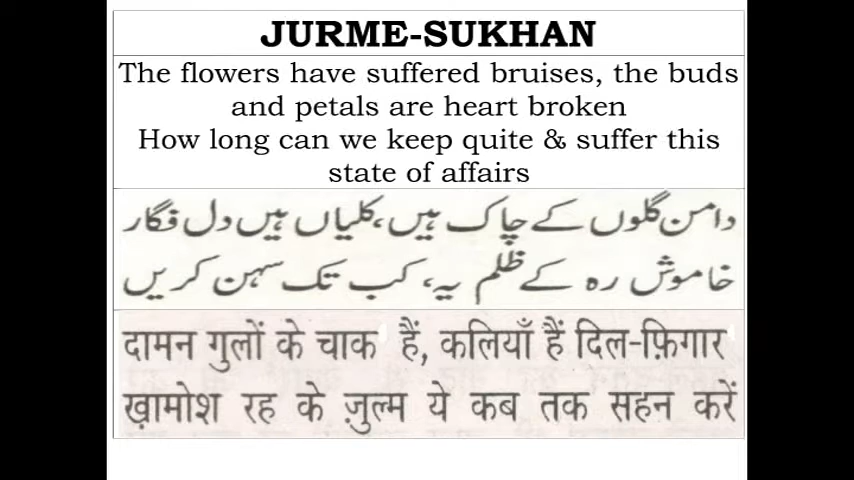 JURME-SUKHAN
The flowers have suffered bruises, the buds
and petals are heart broken
How long can we keep quite & suffer this
state of affairs
دامن گلوں کے چاک ہیں، کلیاں ہیں دل فگار
خاموش رہ کے ظلم یہ، کب تک سہن کریں
दामन गुलों के चाक हैं, कलियाँ हैं दिल-फ़िगार
ख़ामोश रह के ज़ुल्म ये कब तक सहन करें